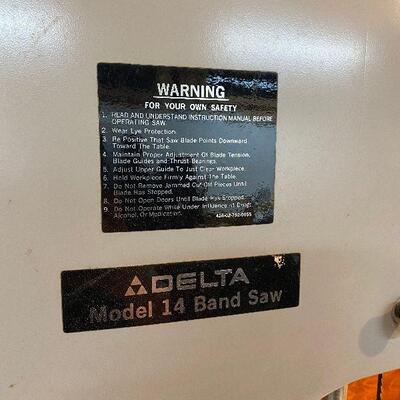 WARNING
FOR YOUR OWN SAFETY
1. READ AND UNDERSTAND INSTRUCTION MANUAL BEFORE
OPERATING SAW.
2. Wear Eye Protection.
3. Be Positive That Saw Blade Points Downward
Toward The Table.
4. Maintain Proper Adjustment Of Blade Tension,
Blade Guides and Thrust Bearings.
5. Adjust Upper Guide To Just Clear Workpiece.
6. Hold Workpiece Firmly Against The Table.
7. Do Not Remove Jammed Cut Off Pieces Until
Blade Has Stopped.
8. Do Not Open Doors Until Blade Has Stopped.
9. Do Not Operate While Under Influence of Drugs,
Alcohol, Or Medication.
DELTA
Model 14 Band Saw